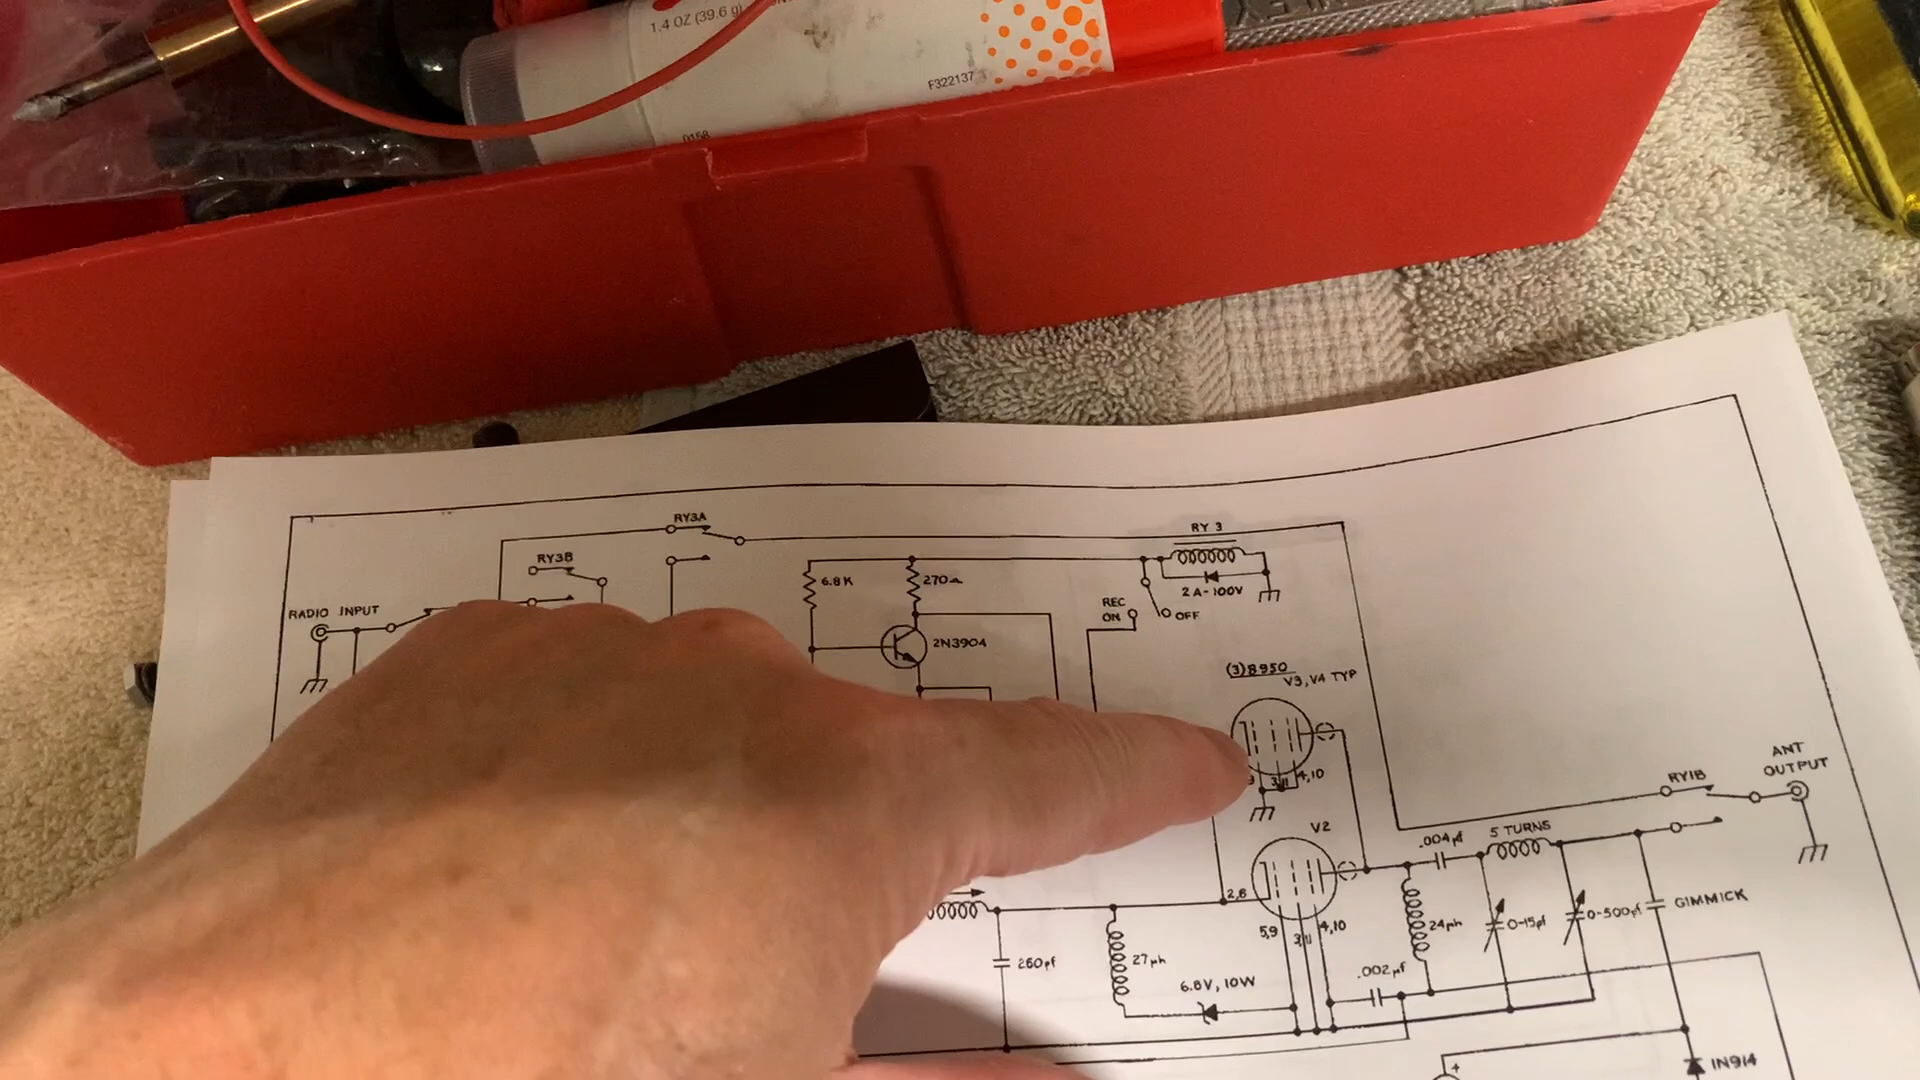 1.4 OZ (39.6 g)
F322137
0158
RY3A
RY 3
RY3B
6.8K
270Ω
2A-100V
RADIO INPUT
REC
ON
OFF
2N3904
(3)8950
V3, V4 TYP
4,10
V2
ANT
OUTPUT
RY1B
.004µf
5 TURNS
2,8
5,9
3,11
4,10
24µh
0-15pf
0-500pf
GIMMICK
260pf
27µh
6.8V, 10W
.002µf
+
IN914